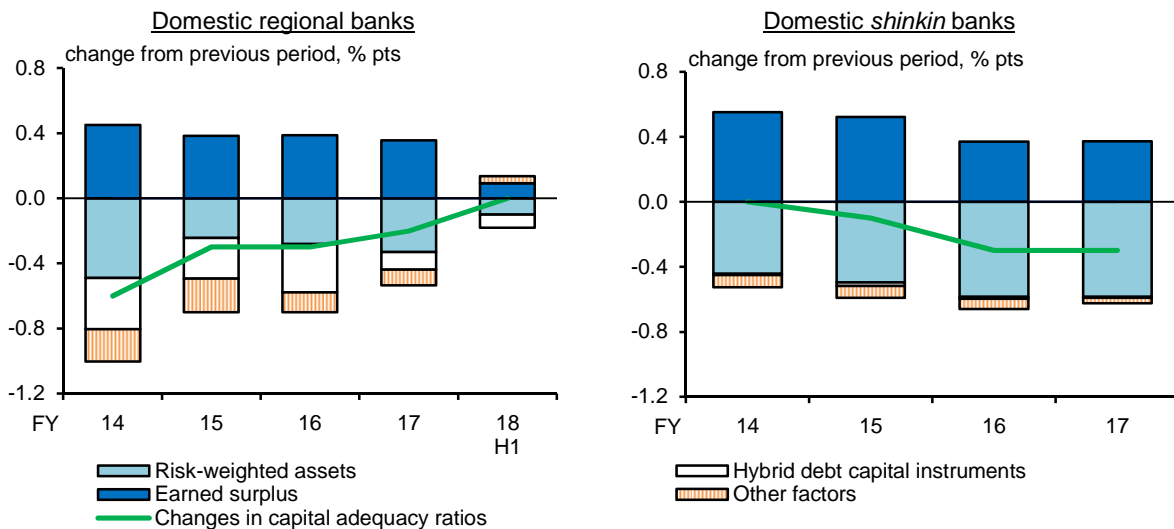 Domestic regional banks
change from previous period, % pts
0.8
0.4
0.0
-0.4
-0.8
-1.2
FY 14 15 16 17 18
H1
Domestic shinkin banks
change from previous period, % pts
0.8
0.4
0.0
-0.4
-0.8
-1.2
FY 14 15 16 17
Risk-weighted assets
Earned surplus
Changes in capital adequacy ratios
Hybrid debt capital instruments
Other factors